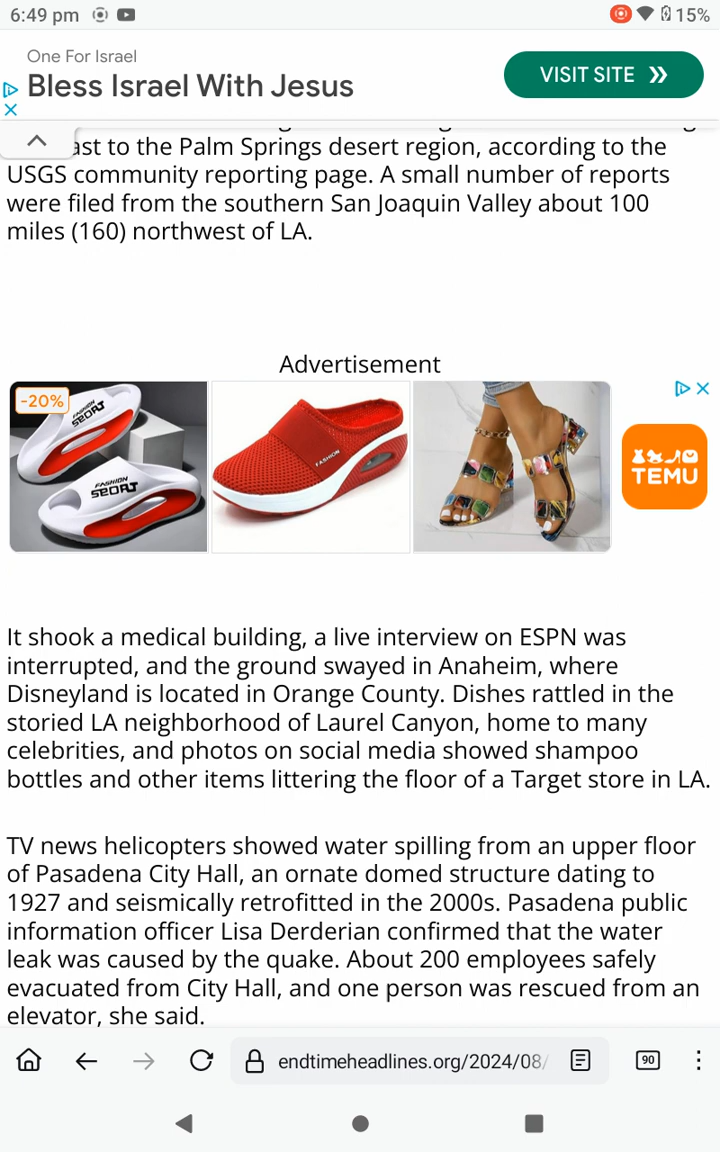 6:49 pm
15%
One For Israel
Bless Israel With Jesus
VISIT SITE
ast to the Palm Springs desert region, according to the
USGS community reporting page. A small number of reports
were filed from the southern San Joaquin Valley about 100
miles (160) northwest of LA.
Advertisement
-20%
FASHION
SPORT
FASHION
SPORT
FASHION
TEMU
It shook a medical building, a live interview on ESPN was
interrupted, and the ground swayed in Anaheim, where
Disneyland is located in Orange County. Dishes rattled in the
storied LA neighborhood of Laurel Canyon, home to many
celebrities, and photos on social media showed shampoo
bottles and other items littering the floor of a Target store in LA.
TV news helicopters showed water spilling from an upper floor
of Pasadena City Hall, an ornate domed structure dating to
1927 and seismically retrofitted in the 2000s. Pasadena public
information officer Lisa Derderian confirmed that the water
leak was caused by the quake. About 200 employees safely
evacuated from City Hall, and one person was rescued from an
elevator, she said.
endtimeheadlines.org/2024/08/
90